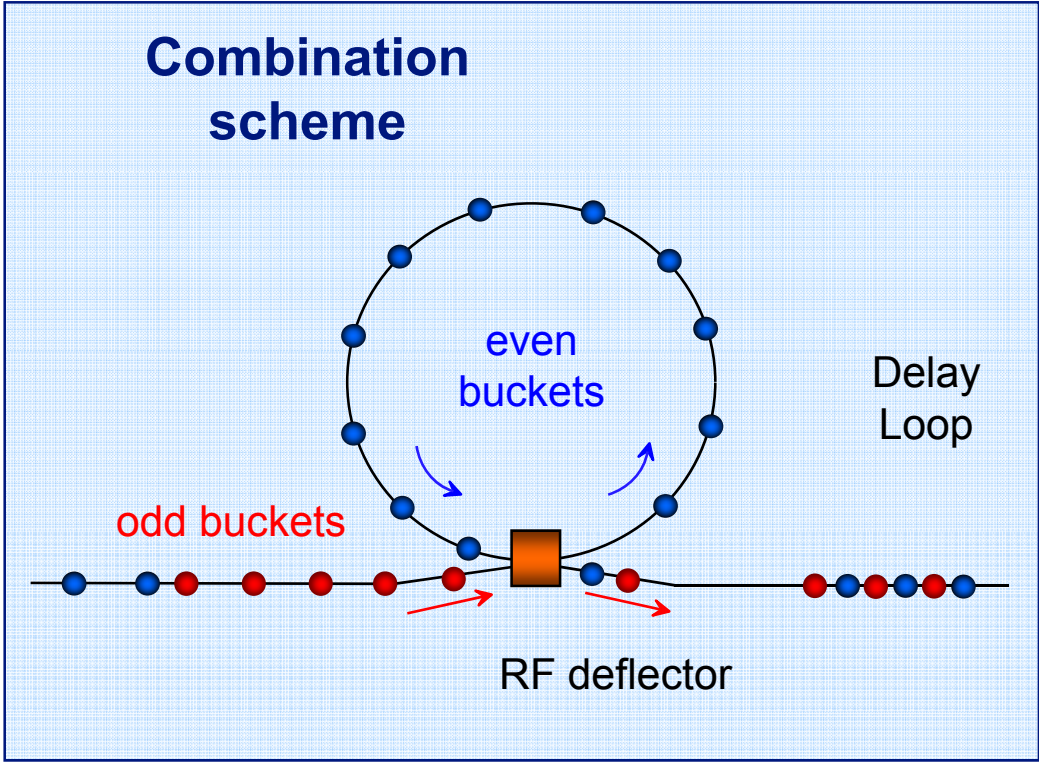 Combination
scheme
even
buckets
Delay
Loop
odd buckets
RF deflector